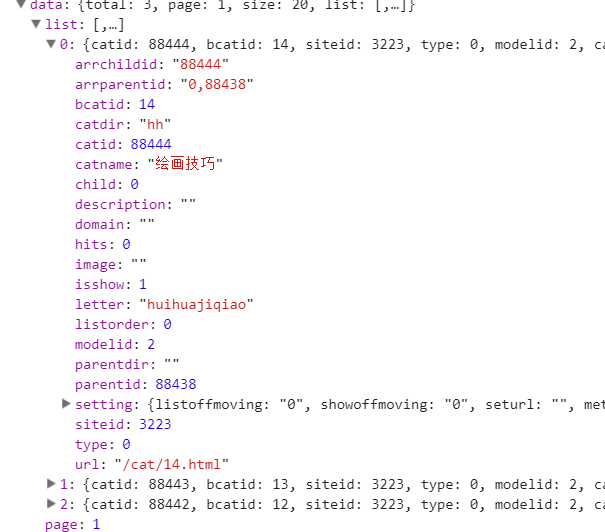 data: {total: 3, page: 1, size: 20, list: [,…]}
list: [,…]
0: {catid: 88444, bcatid: 14, siteid: 3223, type: 0, modelid: 2, ca
arrchildid: "88444"
arrparentid: "0,88438"
bcatid: 14
catdir: "hh"
catid: 88444
catname: "绘画技巧"
child: 0
description: ""
domain: ""
hits: 0
image: ""
isshow: 1
letter: "huihuajiqiao"
listorder: 0
modelid: 2
parentdir: ""
parentid: 88438
setting: {listoffmoving: "0", showoffmoving: "0", seturl: "", met
siteid: 3223
type: 0
url: "/cat/14.html"
1: {catid: 88443, bcatid: 13, siteid: 3223, type: 0, modelid: 2, ca
2: {catid: 88442, bcatid: 12, siteid: 3223, type: 0, modelid: 2, ca
page: 1